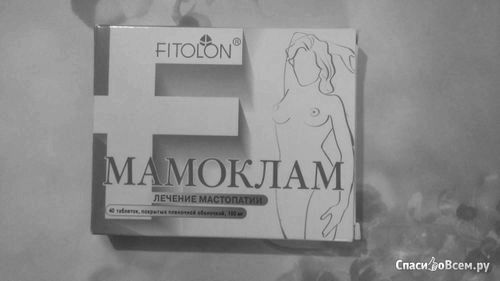 FITOLON®
МАМОКЛАМ
ЛЕЧЕНИЕ МАСТОПАТИИ
40 таблеток, покрытых пленочной оболочкой, 100 мг
СпасибоВсем.ру